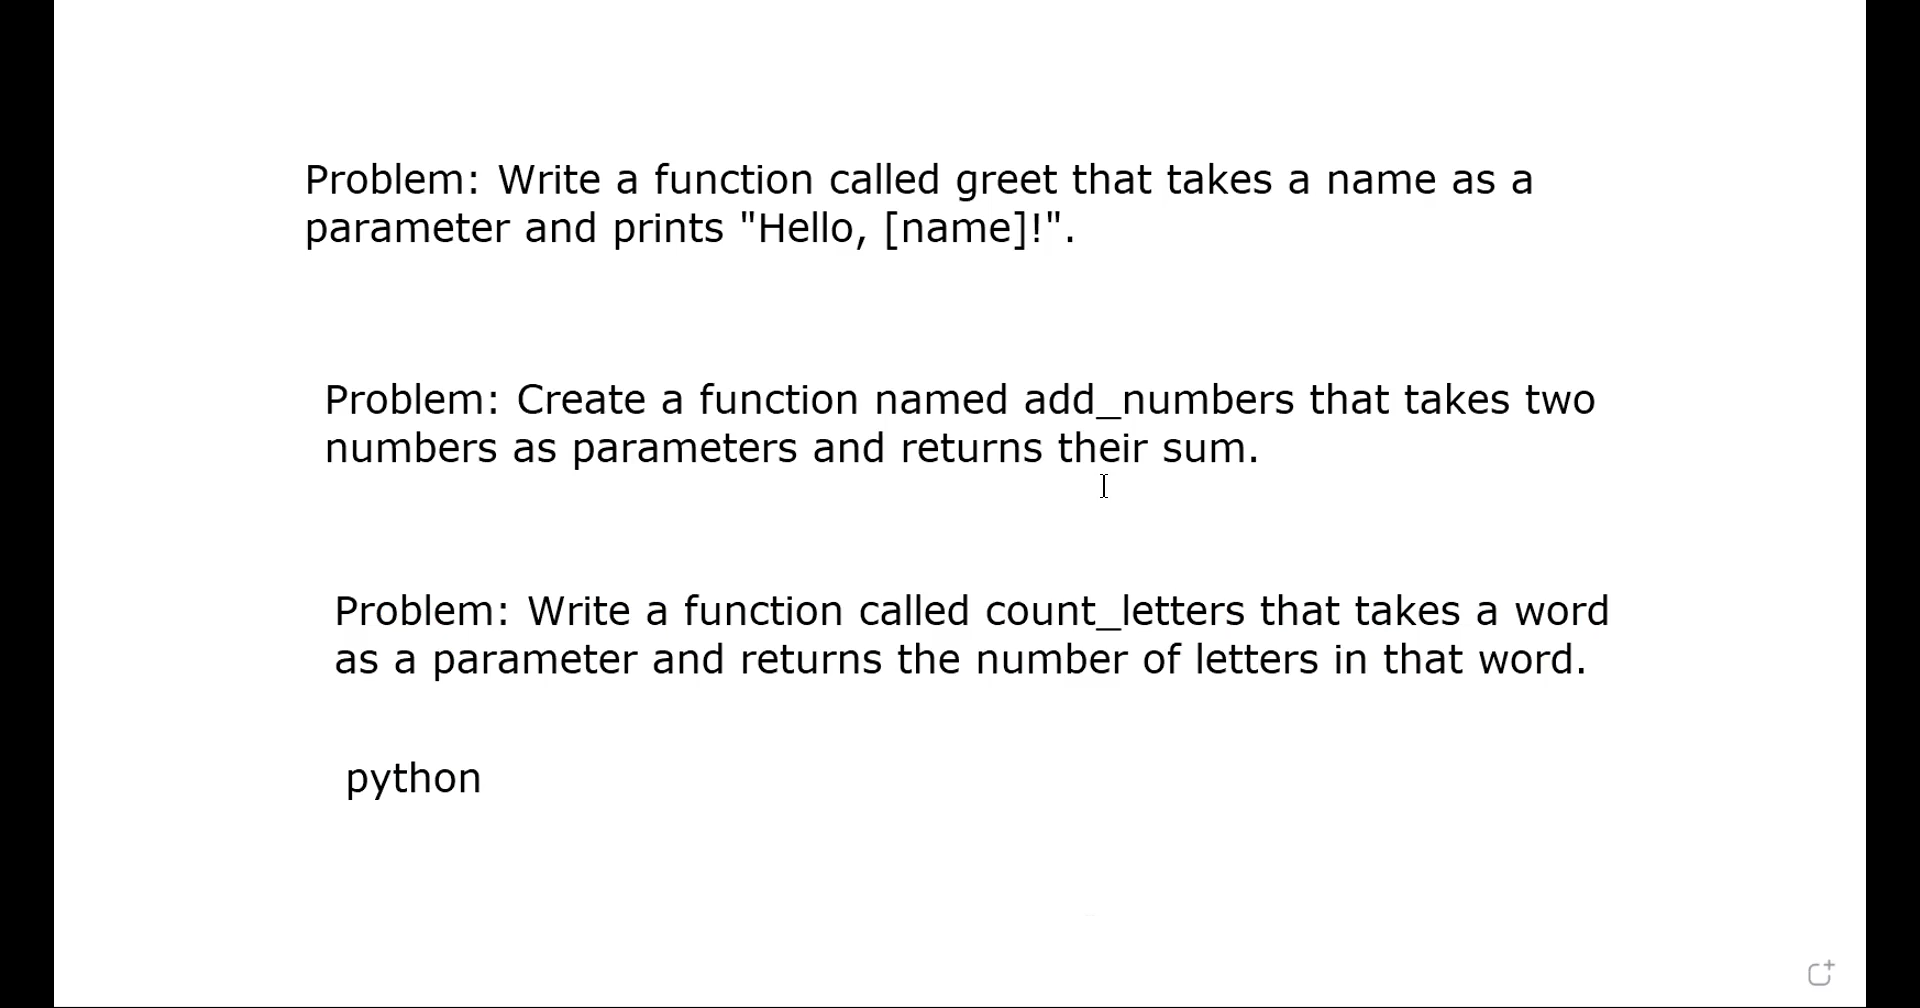 Problem: Write a function called greet that takes a name as a
parameter and prints "Hello, [name]!".
Problem: Create a function named add_numbers that takes two
numbers as parameters and returns their sum.
Problem: Write a function called count_letters that takes a word
as a parameter and returns the number of letters in that word.
python